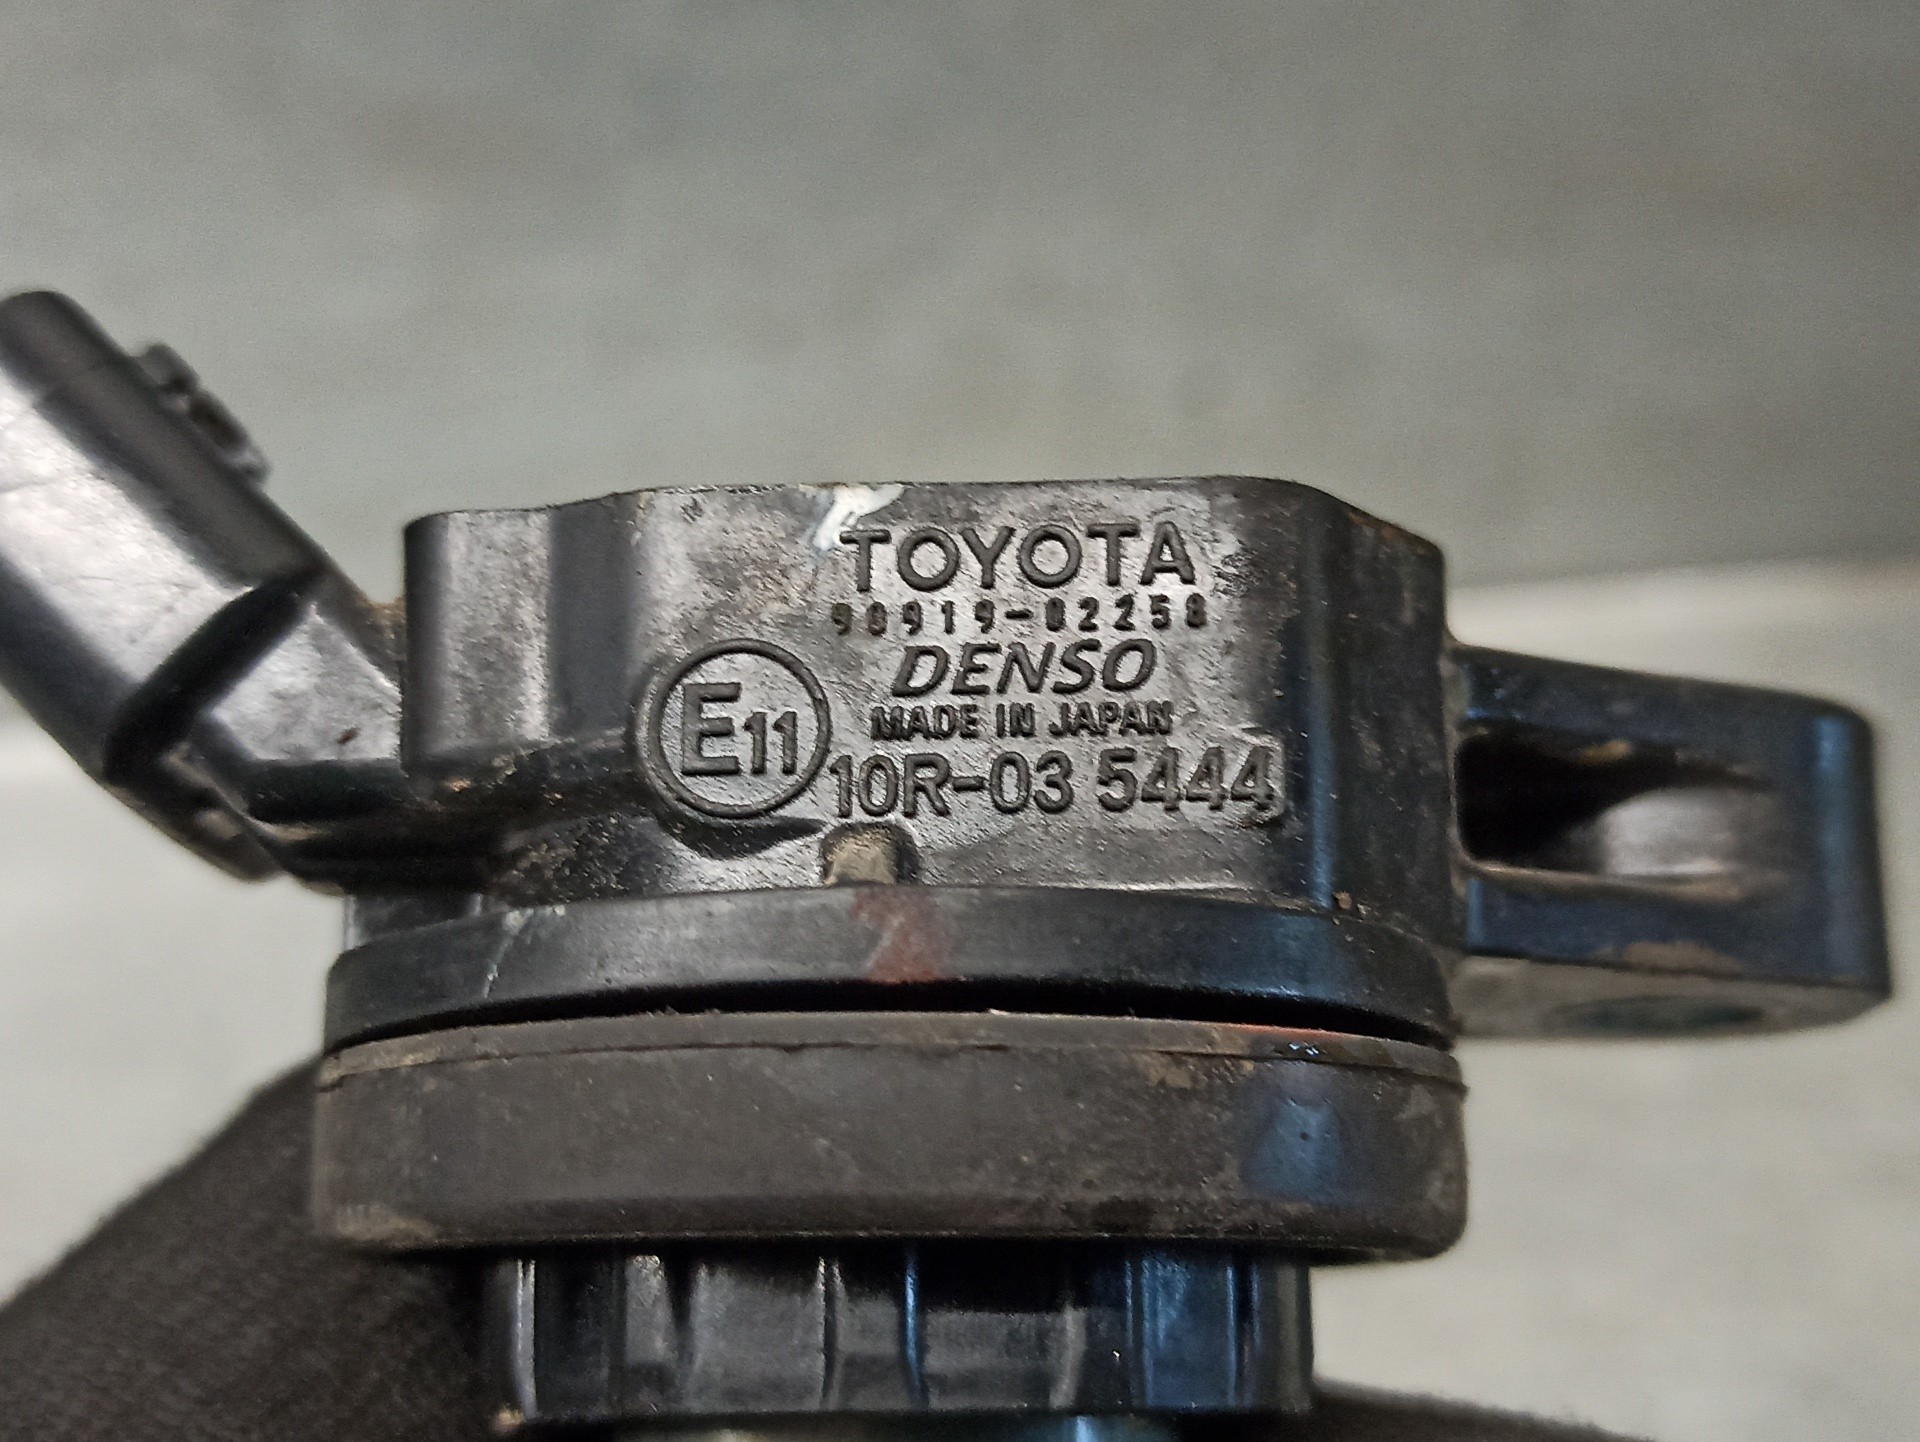 TOYOTA
90919-02258
DENSO
MADE IN JAPAN
E11
10R-03 5444